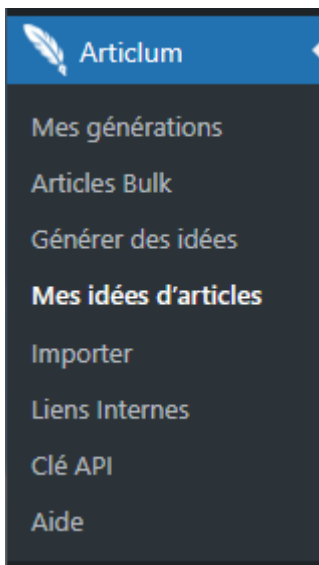 Articlum
Mes générations
Articles Bulk
Générer des idées
Mes idées d'articles
Importer
Liens Internes
Clé API
Aide